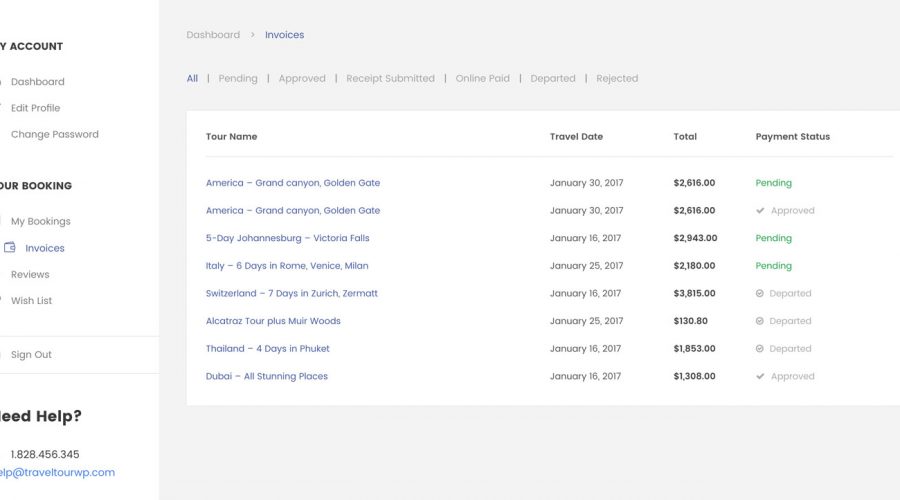 Y ACCOUNT
Dashboard
Edit Profile
Change Password
OUR BOOKING
My Bookings
Invoices
Reviews
Wish List
Sign Out
eed Help?
1.828.456.345
elp@traveltourwp.com
Dashboard > Invoices
All | Pending | Approved | Receipt Submitted | Online Paid | Departed | Rejected
Tour Name Travel Date Total Payment Status
America – Grand canyon, Golden Gate January 30, 2017 $2,616.00 Pending
America – Grand canyon, Golden Gate January 30, 2017 $2,616.00 Approved
5-Day Johannesburg – Victoria Falls January 16, 2017 $2,943.00 Pending
Italy – 6 Days in Rome, Venice, Milan January 25, 2017 $2,180.00 Pending
Switzerland – 7 Days in Zurich, Zermatt January 16, 2017 $3,815.00 Departed
Alcatraz Tour plus Muir Woods January 25, 2017 $130.80 Departed
Thailand – 4 Days in Phuket January 16, 2017 $1,853.00 Departed
Dubai – All Stunning Places January 16, 2017 $1,308.00 Approved